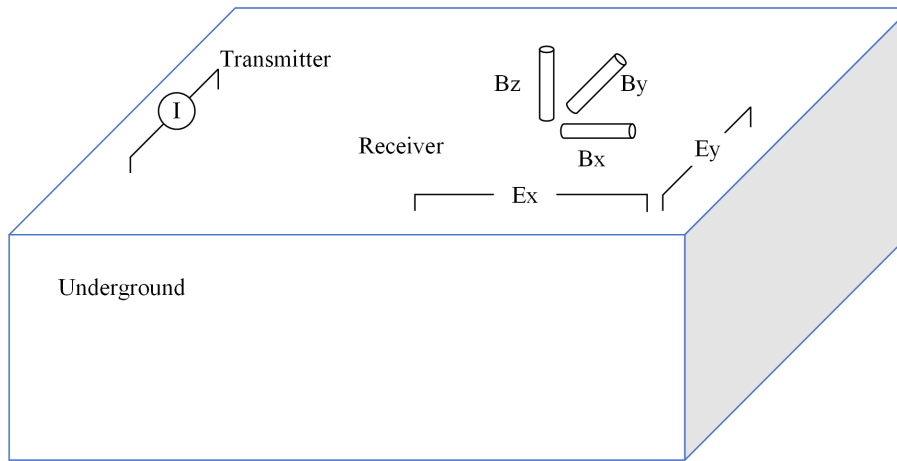 Transmitter
I
Bz
By
Receiver
Bx
Ey
Ex
Underground